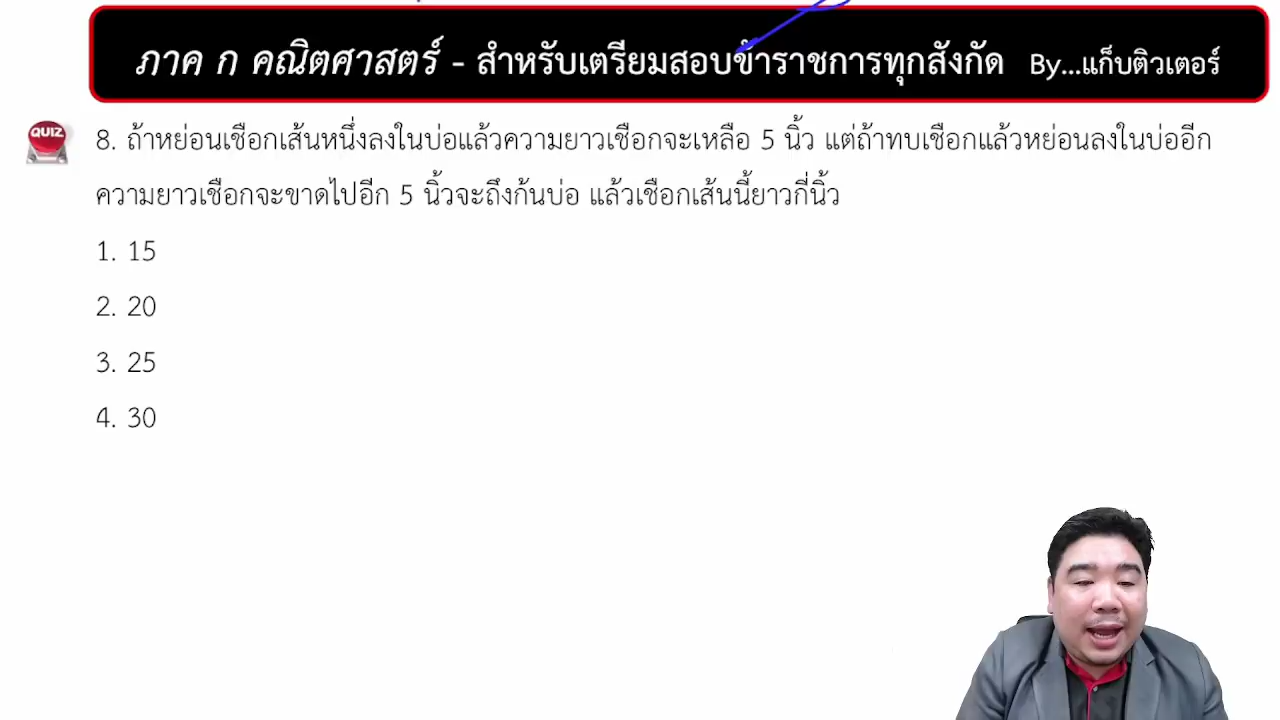 ภาค ก คณิตศาสตร์ - สำหรับเตรียมสอบข้าราชการทุกสังกัด By...แก็บติวเตอร์
QUIZ
8. ถ้าหย่อนเชือกเส้นหนึ่งลงในบ่อแล้วความยาวเชือกจะเหลือ 5 นิ้ว แต่ถ้าทบเชือกแล้วหย่อนลงในบ่ออีก
ความยาวเชือกจะขาดไปอีก 5 นิ้วจะถึงก้นบ่อ แล้วเชือกเส้นนี้ยาวกี่นิ้ว
1. 15
2. 20
3. 25
4. 30